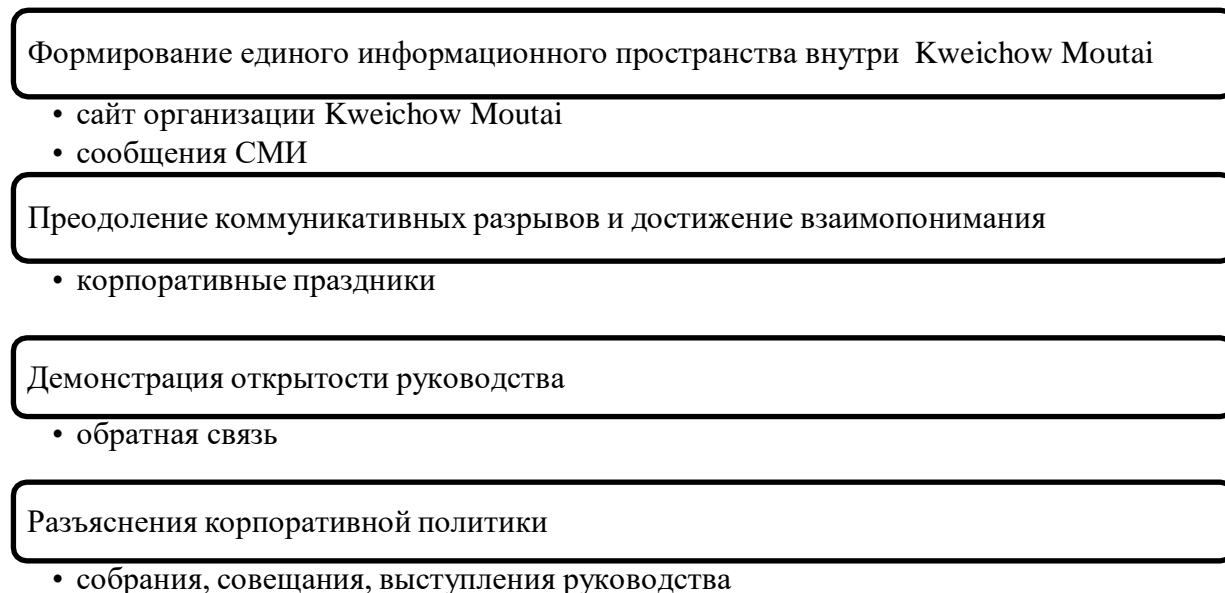 Формирование единого информационного пространства внутри Kweichow Moutai
• сайт организации Kweichow Moutai
• сообщения СМИ
Преодоление коммуникативных разрывов и достижение взаимопонимания
• корпоративные праздники
Демонстрация открытости руководства
• обратная связь
Разъяснения корпоративной политики
• собрания, совещания, выступления руководства